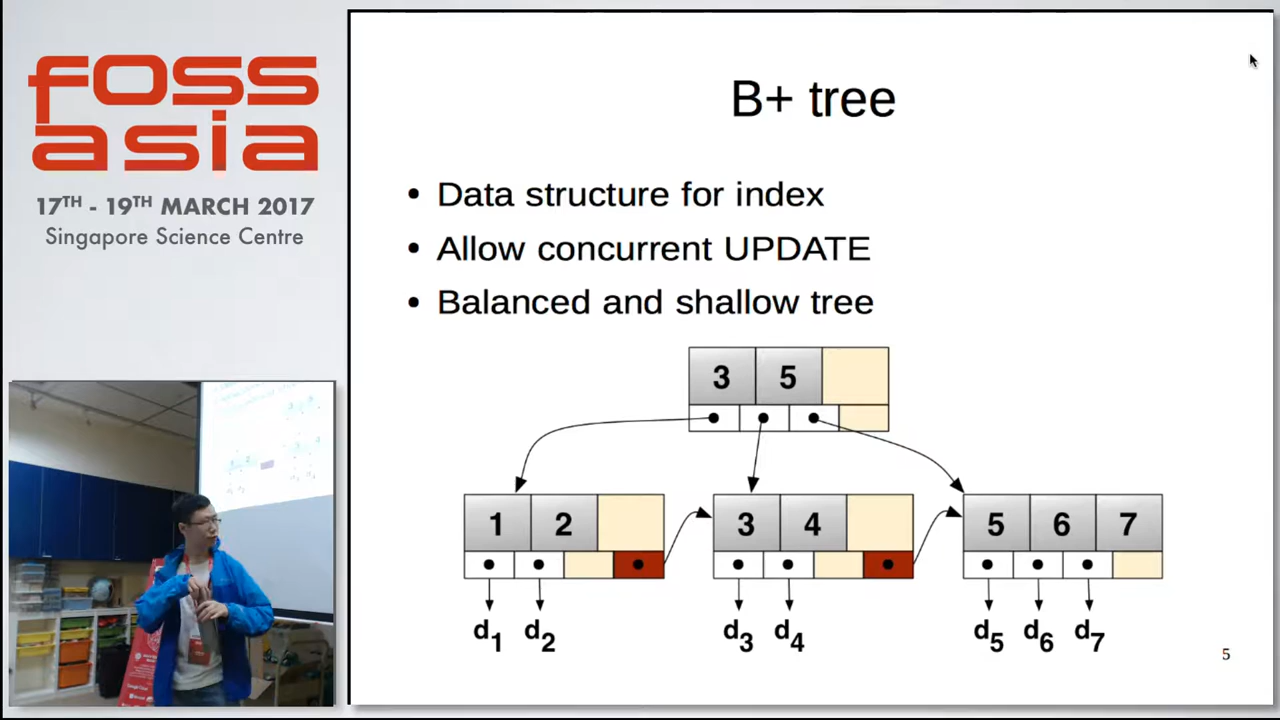 foss
asia
17TH - 19TH MARCH 2017
Singapore Science Centre
B+ tree
• Data structure for index
• Allow concurrent UPDATE
• Balanced and shallow tree
3 5
1 2 3 4 5 6 7
d1 d2 d3 d4 d5 d6 d7
5